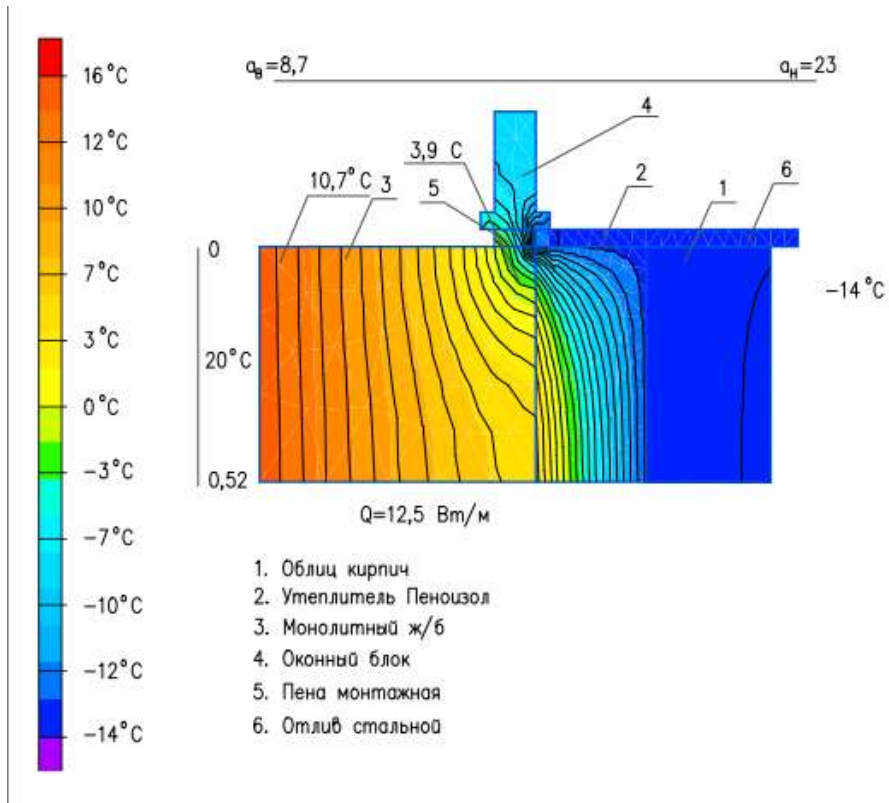 16°C
12°C
10°C
7°C
3°C
0°C
−3°C
−7°C
−10°C
−12°C
−14°C
aв=8,7
aн=23
4
3,9 C
2
1
6
10,7°C 3
5
0
−14°C
20°C
0,52
Q=12,5 Вт/м
1. Облиц кирпич
2. Утеплитель Пеноизол
3. Монолитный ж/б
4. Оконный блок
5. Пена монтажная
6. Отлив стальной